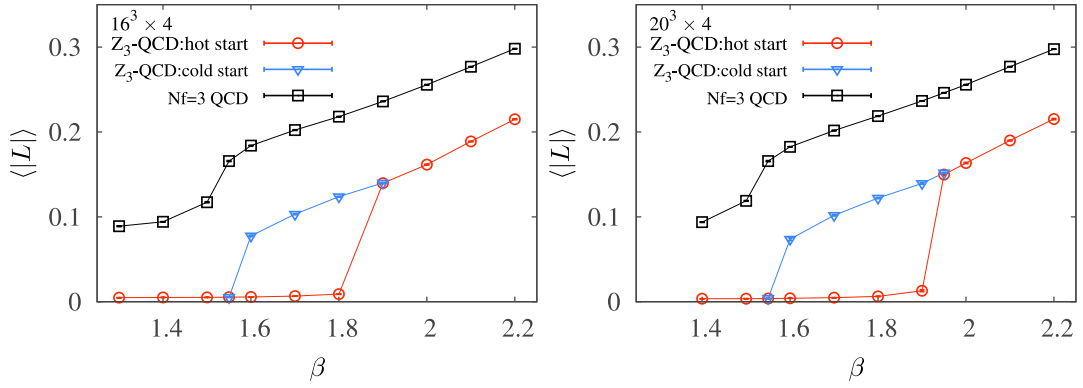 16³ × 4
Z₃-QCD:hot start
Z₃-QCD:cold start
Nf=3 QCD
⟨|L|⟩
0.3
0.2
0.1
0
1.4 1.6 1.8 2 2.2
β
20³ × 4
Z₃-QCD:hot start
Z₃-QCD:cold start
Nf=3 QCD
⟨|L|⟩
0.3
0.2
0.1
0
1.4 1.6 1.8 2 2.2
β